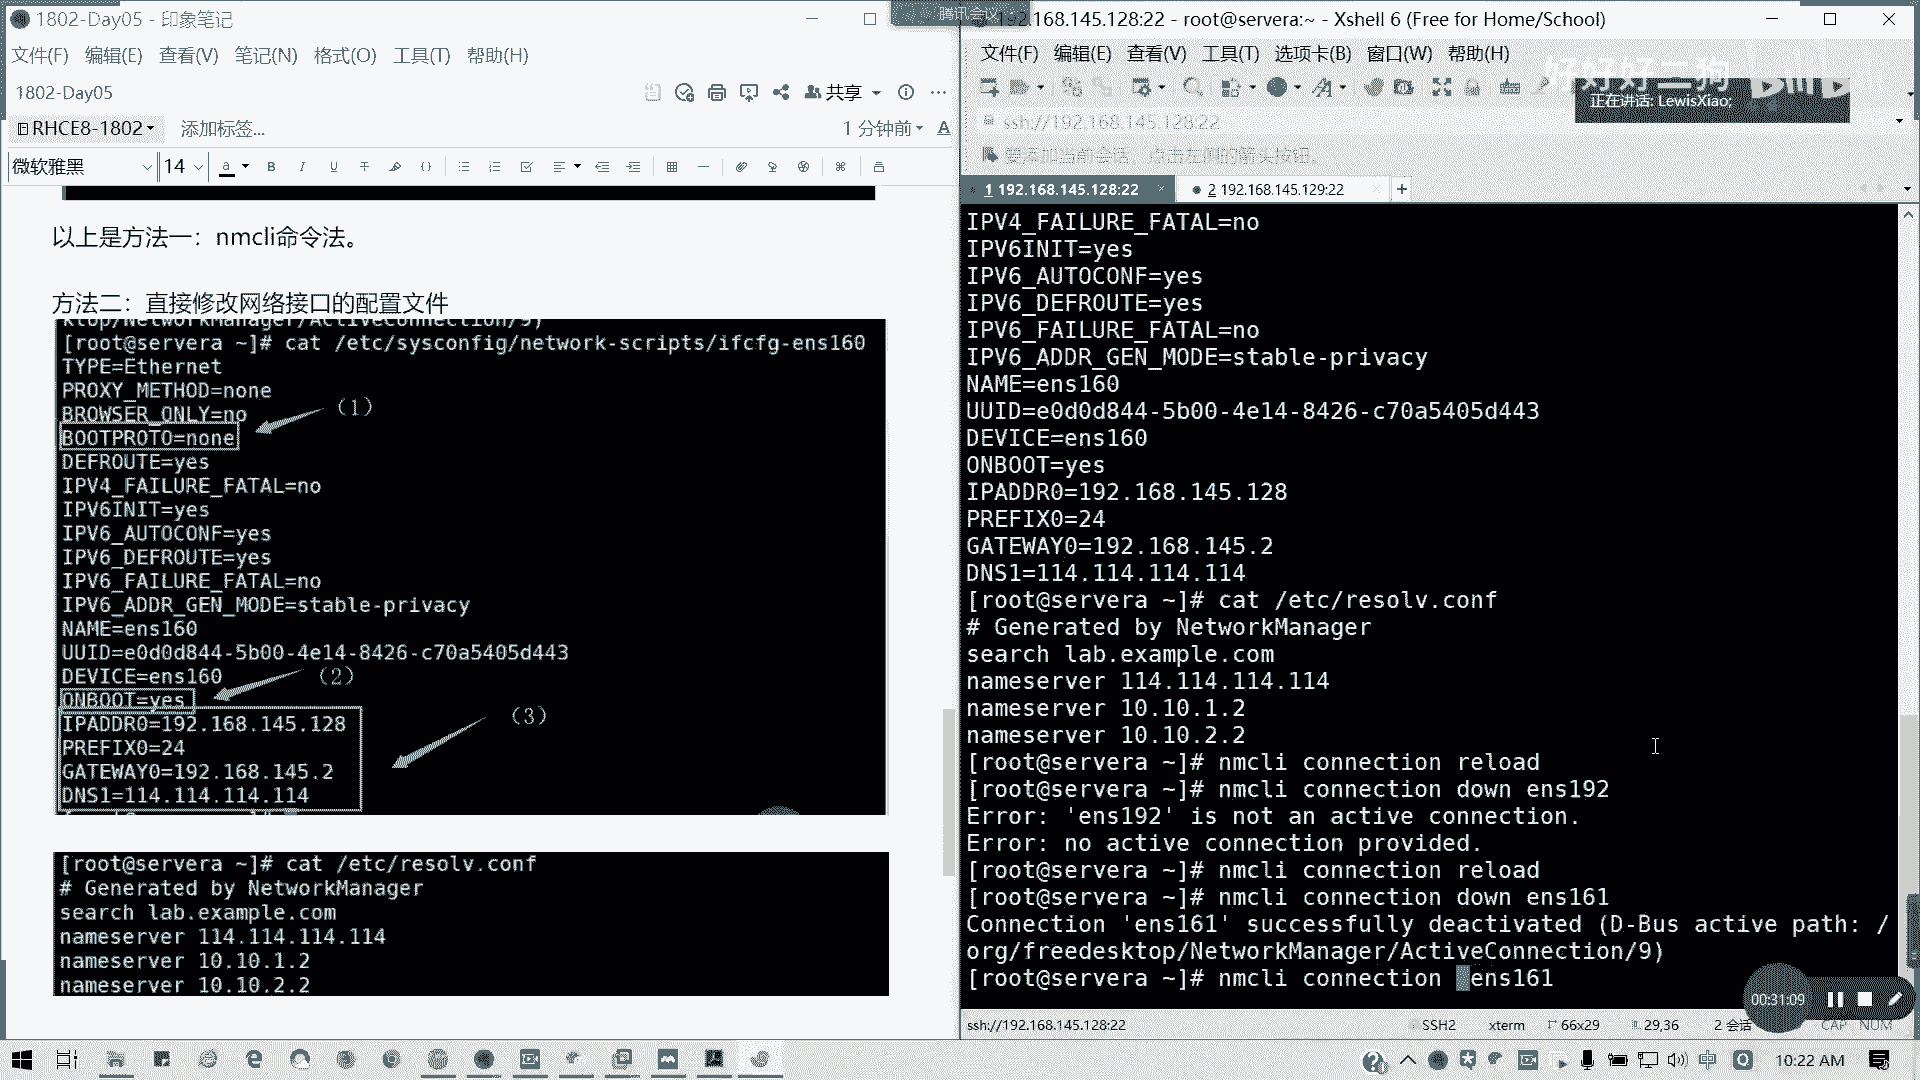 1802-Day05 - 印象笔记
文件(F) 编辑(E) 查看(V) 笔记(N) 格式(O) 工具(T) 帮助(H)
1802-Day05
共享
RHCE8-1802
添加标签...
1 分钟前
微软雅黑
14
以上是方法一：nmcli命令法。
方法二：直接修改网络接口的配置文件
ktop/NetworkManager/ActiveConnection/9)
[root@servera ~]# cat /etc/sysconfig/network-scripts/ifcfg-ens160
TYPE=Ethernet
PROXY_METHOD=none
BROWSER_ONLY=no
（1）
BOOTPROTO=none
DEFROUTE=yes
IPV4_FAILURE_FATAL=no
IPV6INIT=yes
IPV6_AUTOCONF=yes
IPV6_DEFROUTE=yes
IPV6_FAILURE_FATAL=no
IPV6_ADDR_GEN_MODE=stable-privacy
NAME=ens160
UUID=e0d0d844-5b00-4e14-8426-c70a5405d443
DEVICE=ens160
（2）
ONBOOT=yes
IPADDR0=192.168.145.128
（3）
PREFIX0=24
GATEWAY0=192.168.145.2
DNS1=114.114.114.114
[root@servera ~]# cat /etc/resolv.conf
# Generated by NetworkManager
search lab.example.com
nameserver 114.114.114.114
nameserver 10.10.1.2
nameserver 10.10.2.2
腾讯会议
192.168.145.128:22 - root@servera:~ - Xshell 6 (Free for Home/School)
文件(F) 编辑(E) 查看(V) 工具(T) 选项卡(B) 窗口(W) 帮助(H)
好好好二狗
正在讲话: LewisXiao;
ssh://192.168.145.128:22
要添加当前会话，点击左侧的箭头按钮。
1 192.168.145.128:22
2 192.168.145.129:22
IPV4_FAILURE_FATAL=no
IPV6INIT=yes
IPV6_AUTOCONF=yes
IPV6_DEFROUTE=yes
IPV6_FAILURE_FATAL=no
IPV6_ADDR_GEN_MODE=stable-privacy
NAME=ens160
UUID=e0d0d844-5b00-4e14-8426-c70a5405d443
DEVICE=ens160
ONBOOT=yes
IPADDR0=192.168.145.128
PREFIX0=24
GATEWAY0=192.168.145.2
DNS1=114.114.114.114
[root@servera ~]# cat /etc/resolv.conf
# Generated by NetworkManager
search lab.example.com
nameserver 114.114.114.114
nameserver 10.10.1.2
nameserver 10.10.2.2
[root@servera ~]# nmcli connection reload
[root@servera ~]# nmcli connection down ens192
Error: 'ens192' is not an active connection.
Error: no active connection provided.
[root@servera ~]# nmcli connection reload
[root@servera ~]# nmcli connection down ens161
Connection 'ens161' successfully deactivated (D-Bus active path: /
org/freedesktop/NetworkManager/ActiveConnection/9)
[root@servera ~]# nmcli connection ens161
00:31:09
ssh://192.168.145.128:22
SSH2
xterm
66x29
29,36
2 会话
CAP
NUM
中
10:22 AM